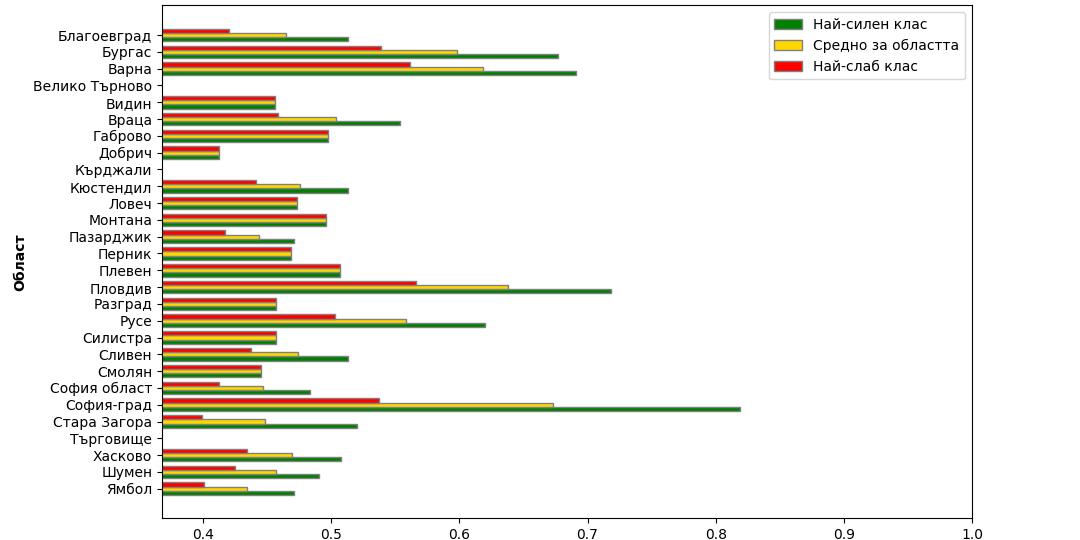 Най-силен клас
Средно за областта
Най-слаб клас
Област
Благоевград
Бургас
Варна
Велико Търново
Видин
Враца
Габрово
Добрич
Кърджали
Кюстендил
Ловеч
Монтана
Пазарджик
Перник
Плевен
Пловдив
Разград
Русе
Силистра
Сливен
Смолян
София област
София-град
Стара Загора
Търговище
Хасково
Шумен
Ямбол
0.4 0.5 0.6 0.7 0.8 0.9 1.0